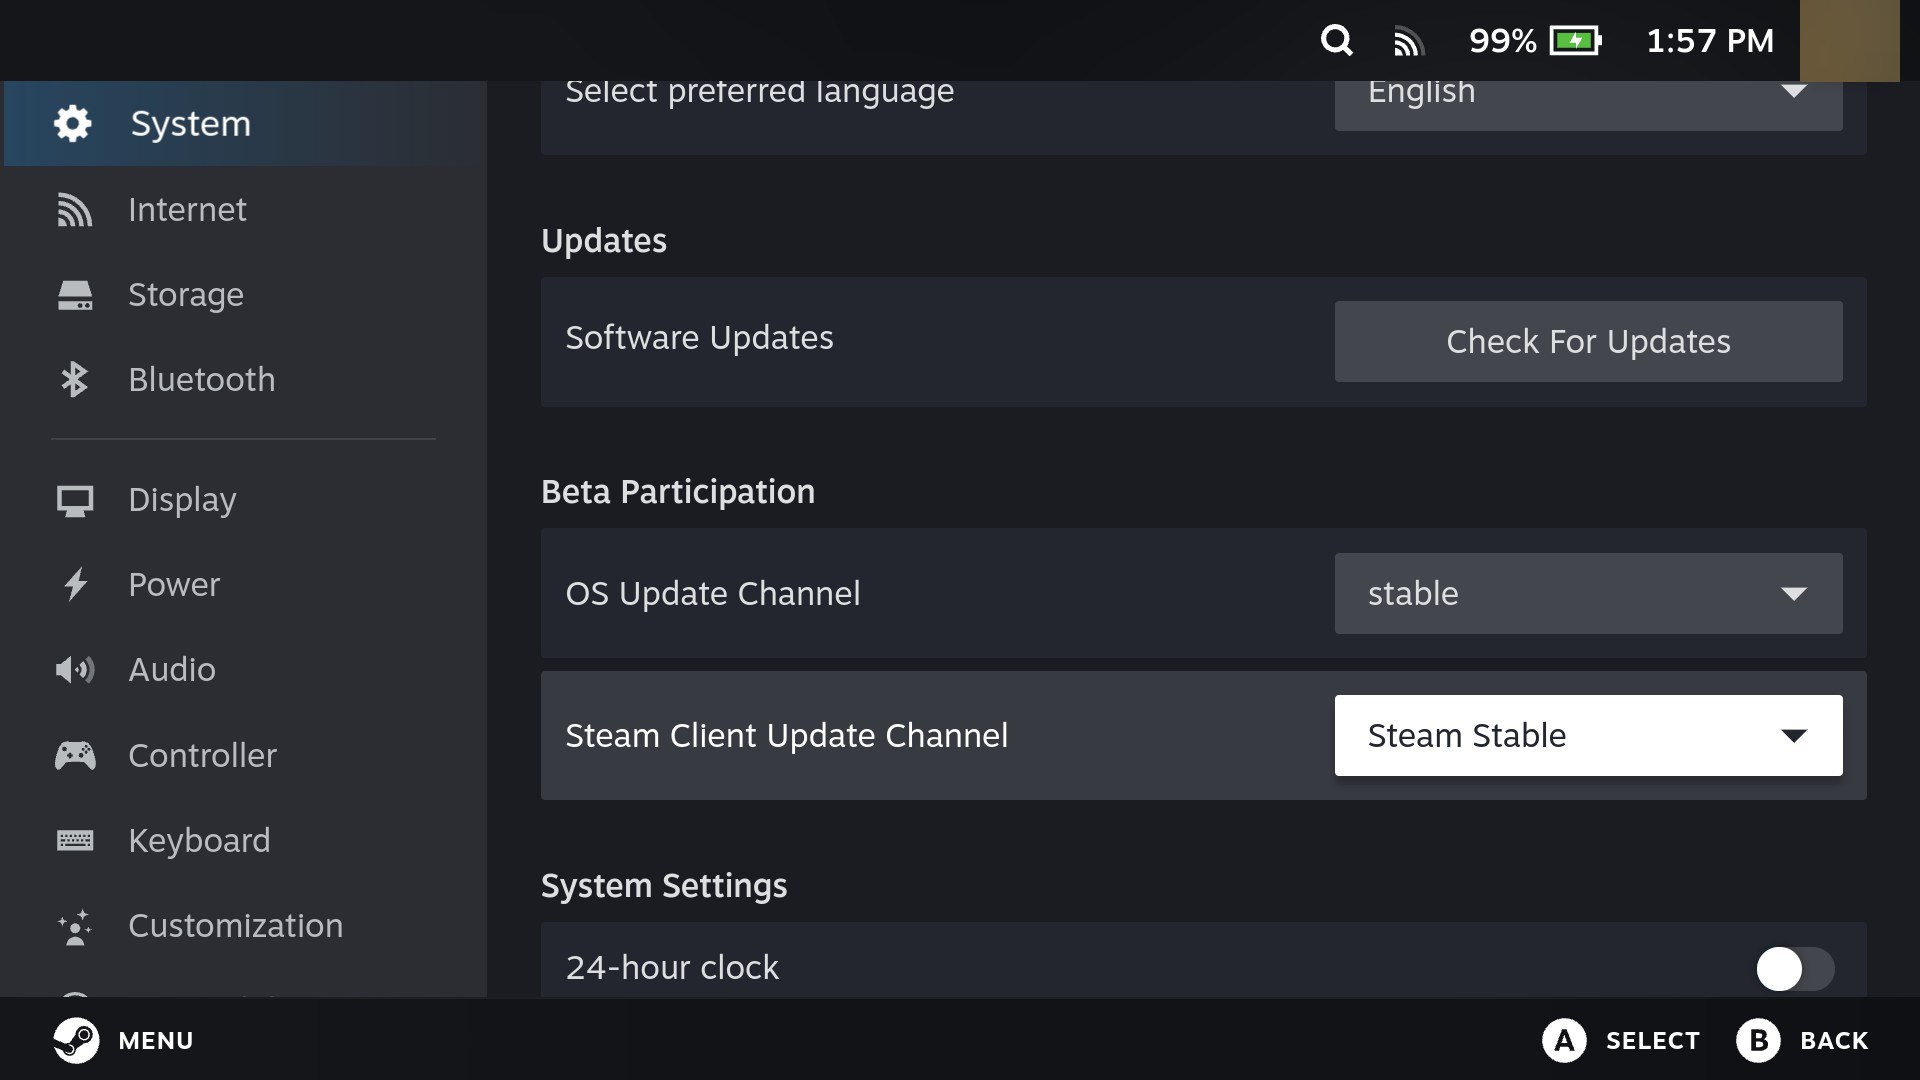 99% 1:57 PM
System
Internet
Storage
Bluetooth
Display
Power
Audio
Controller
Keyboard
Customization
Select preferred language English
Updates
Software Updates Check For Updates
Beta Participation
OS Update Channel stable
Steam Client Update Channel Steam Stable
System Settings
24-hour clock
MENU A SELECT B BACK